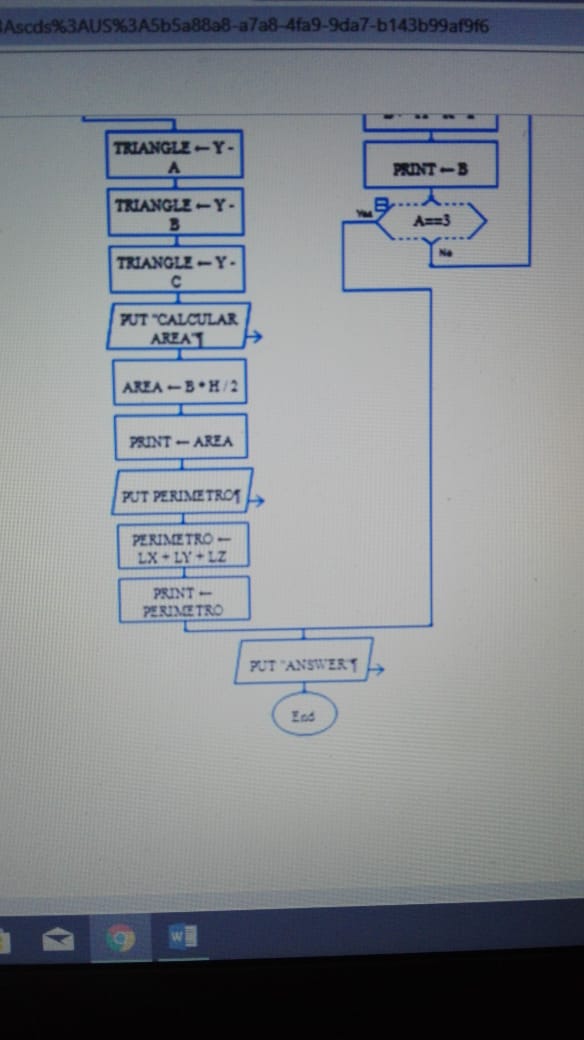 3Ascds%3AUS%3A5b5a88a8-a7a8-4fa9-9da7-b143b99af9f6
TRIANGLE ← Y -
A
TRIANGLE ← Y -
B
TRIANGLE ← Y -
C
PUT "CALCULAR
AREA"¶
AREA ← B * H / 2
PRINT ← AREA
PUT PERIMETRO¶
PERIMETRO ←
LX + LY + LZ
PRINT ←
PERIMETRO
PRINT ← B
Yes
A==3
No
PUT "ANSWER"¶
End
W